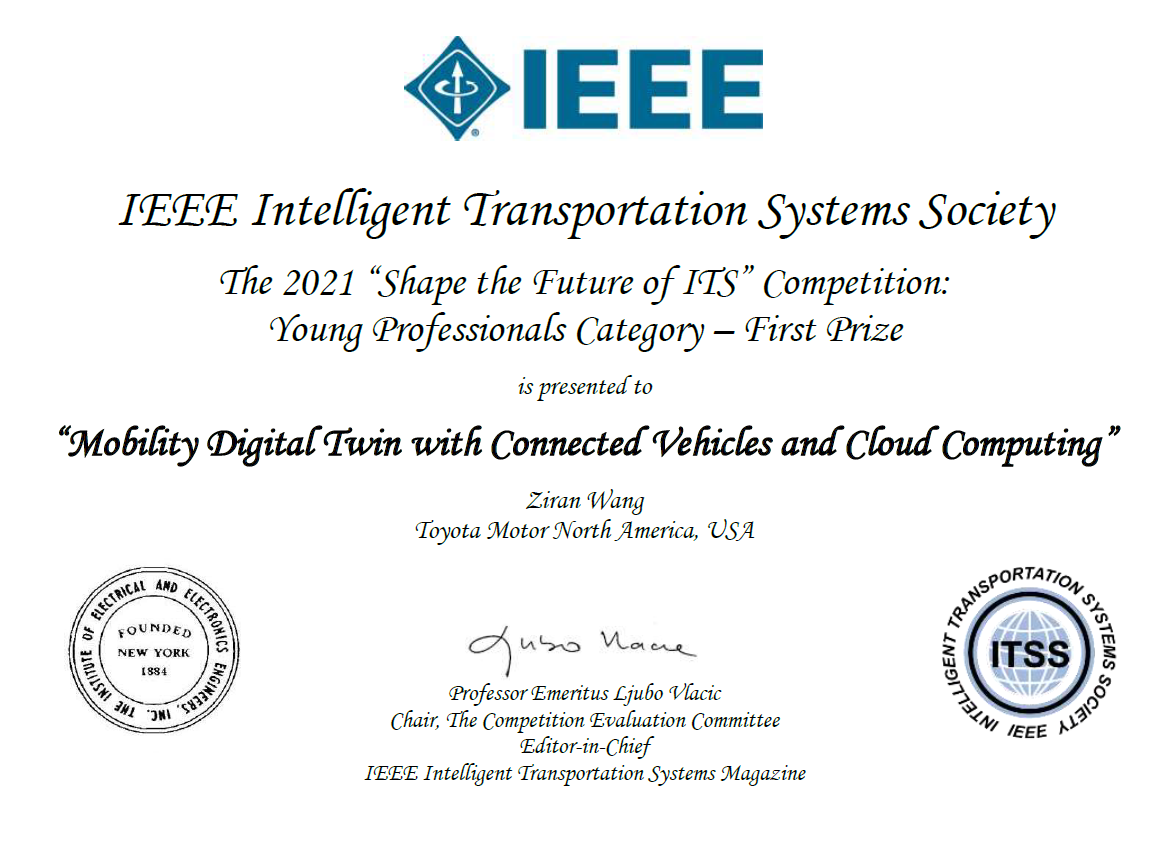 IEEE
IEEE Intelligent Transportation Systems Society
The 2021 “Shape the Future of ITS” Competition:
Young Professionals Category – First Prize
is presented to
“Mobility Digital Twin with Connected Vehicles and Cloud Computing”
Ziran Wang
Toyota Motor North America, USA
THE INSTITUTE OF ELECTRICAL AND ELECTRONICS ENGINEERS, INC.
FOUNDED
NEW YORK
1884
Ljubo Vlacic
Professor Emeritus Ljubo Vlacic
Chair, The Competition Evaluation Committee
Editor-in-Chief
IEEE Intelligent Transportation Systems Magazine
INTELLIGENT TRANSPORTATION SYSTEMS SOCIETY
ITSS
IEEE